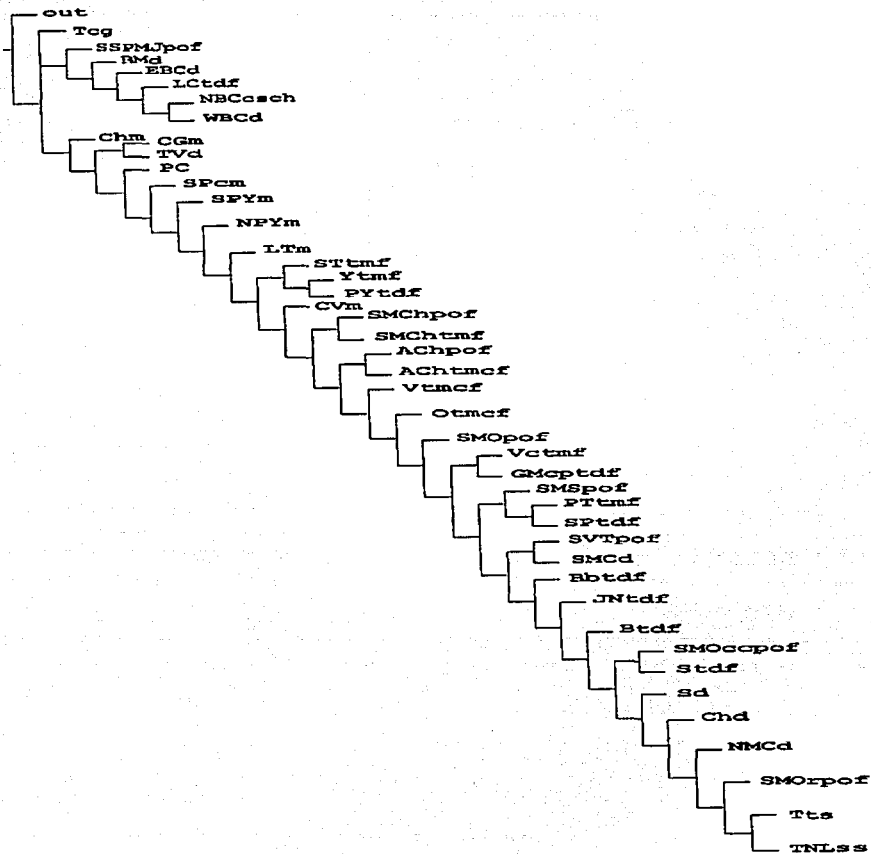 out
Tcg
SSPMJpof
BMd
EBCd
LCtdf
NBCcsch
WBCd
Chm
CGm
TVd
PC
SPcm
SPYm
NPYm
LTm
STtmf
Ytmf
PYtdf
CVm
SMChpof
SMChtmf
AChpof
AChtmcf
Vtmcf
Otmcf
SMOpof
Vctmf
GMcptdf
SMSpof
PTtmf
SPtdf
SVTpof
SMCd
Bbtdf
JNtdf
Btdf
SMOccpof
Stdf
Sd
Chd
NMCd
SMOrpof
Tts
TNLss